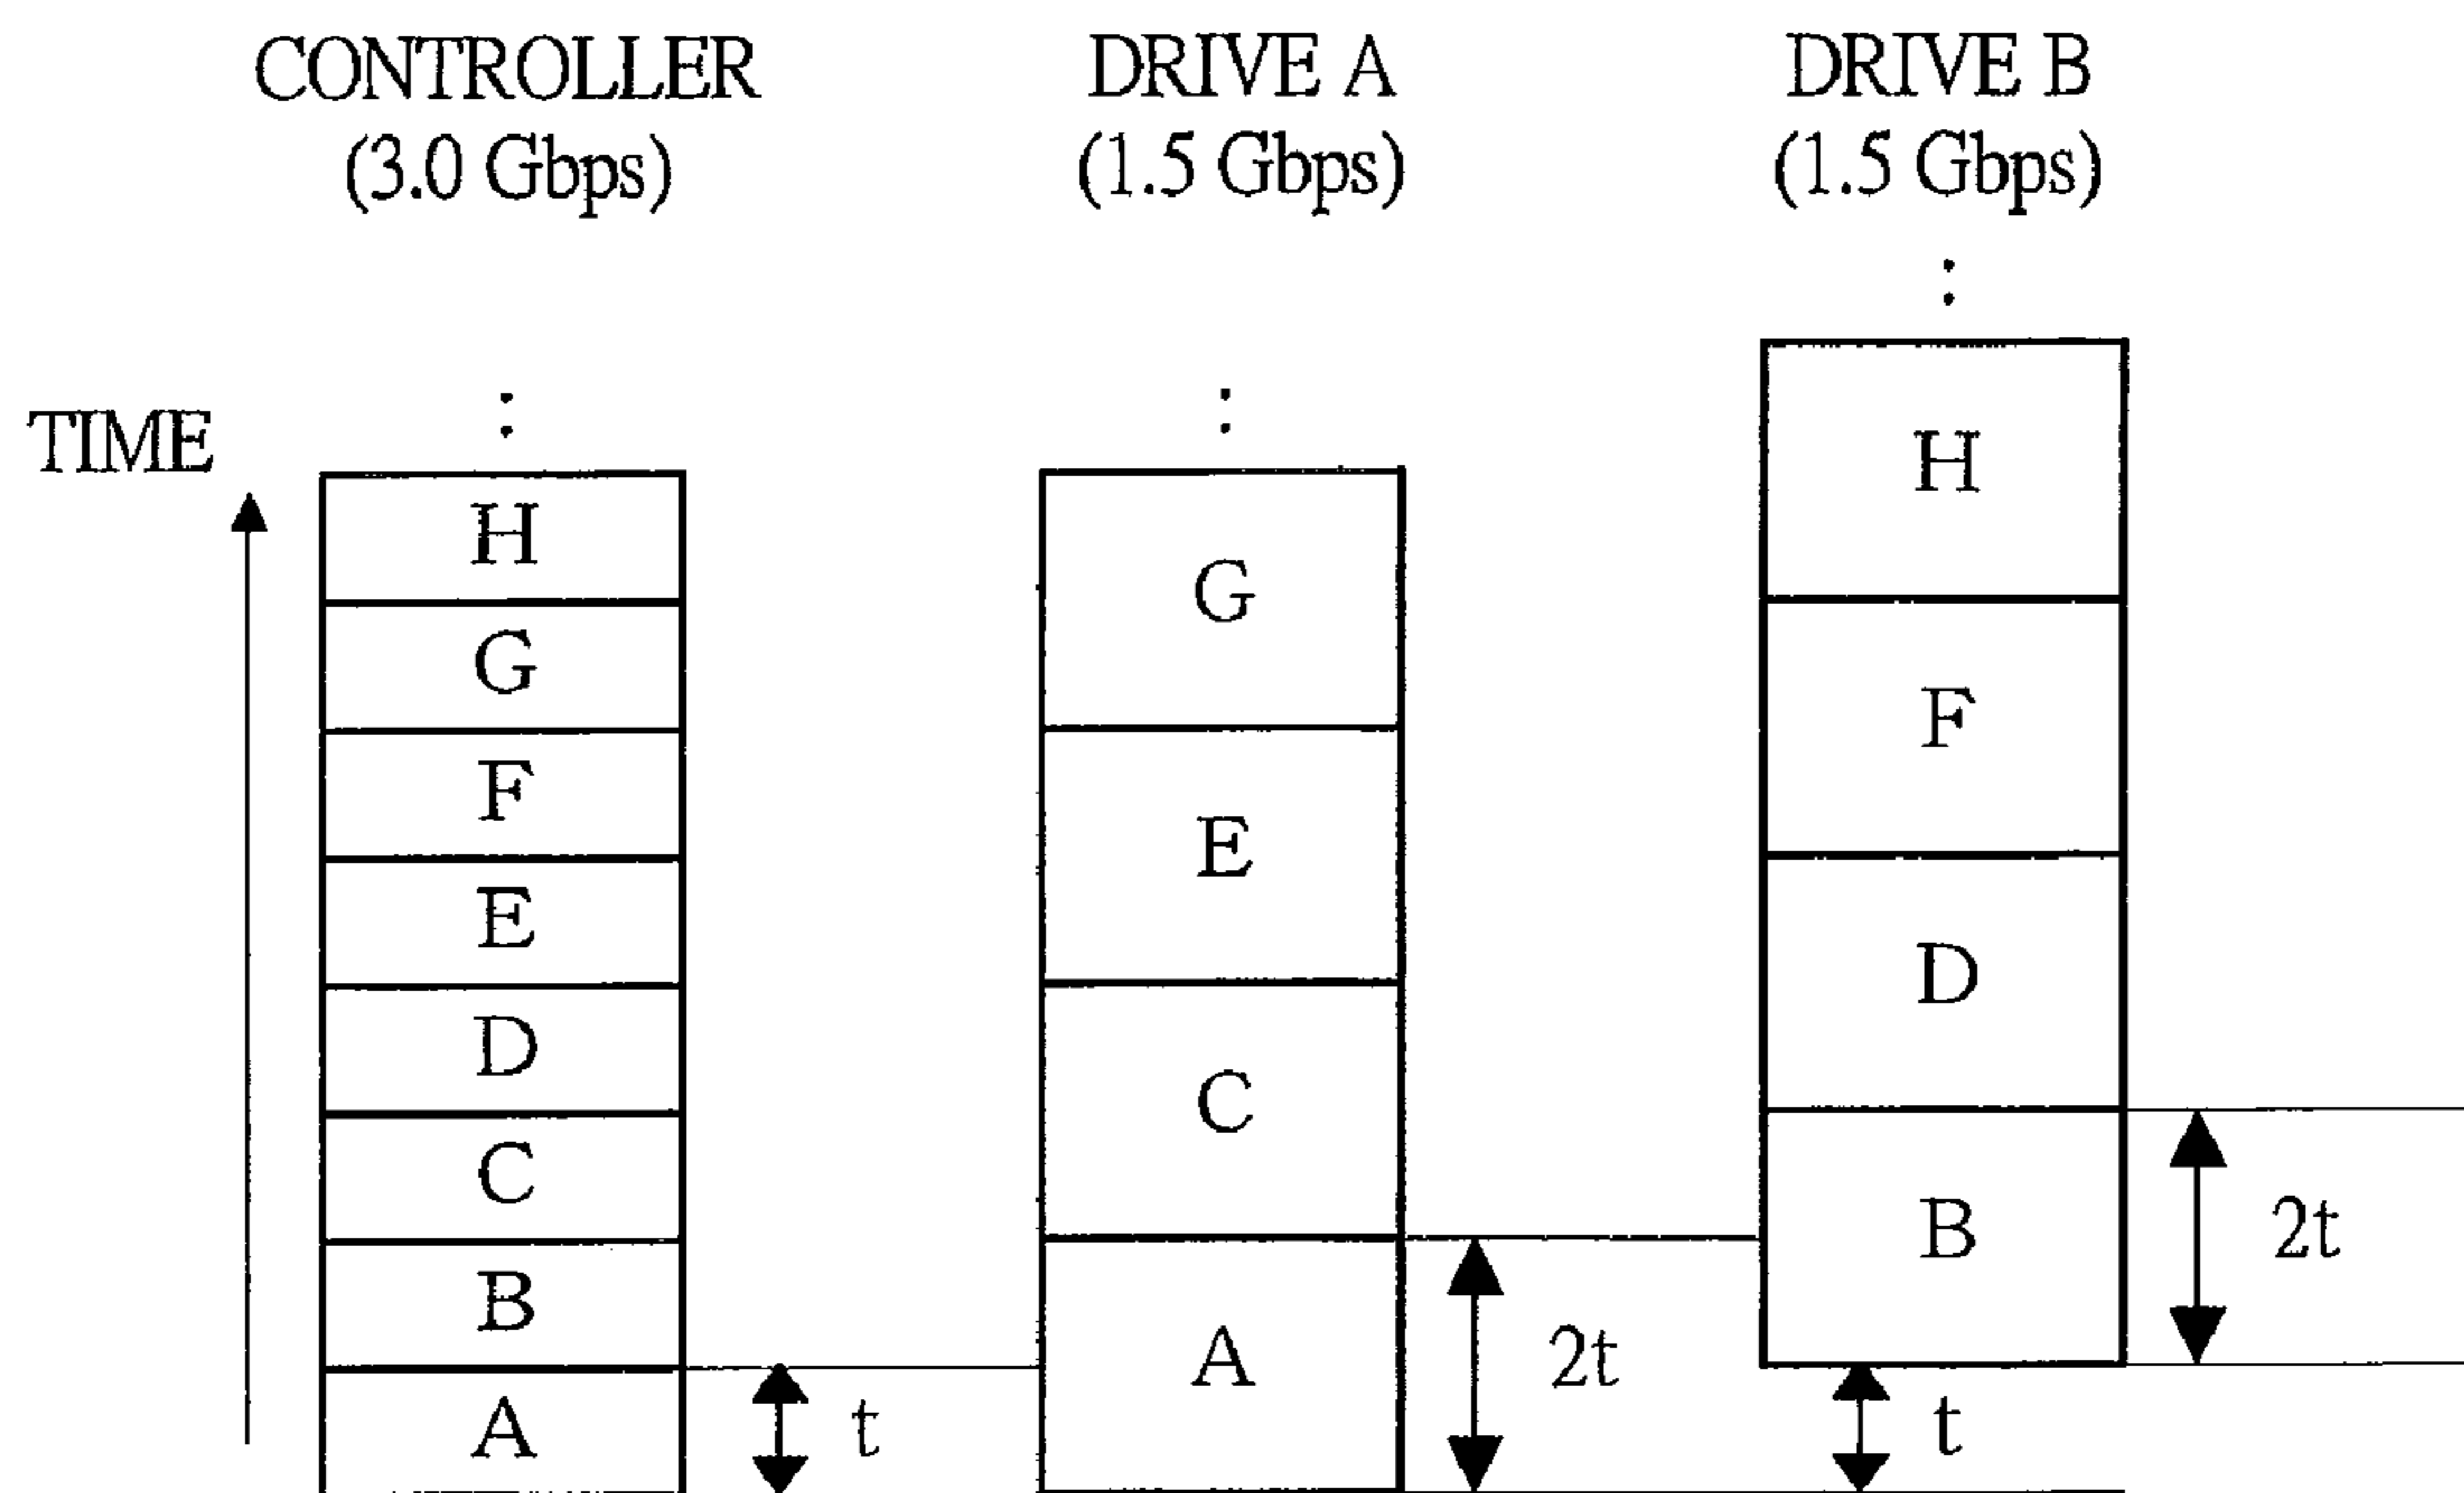 CONTROLLER
(3.0 Gbps)
DRIVE A
(1.5 Gbps)
DRIVE B
(1.5 Gbps)
TIME
:
H
G
F
E
D
C
B
A
t
:
G
E
C
A
2t
:
H
F
D
B
2t
t